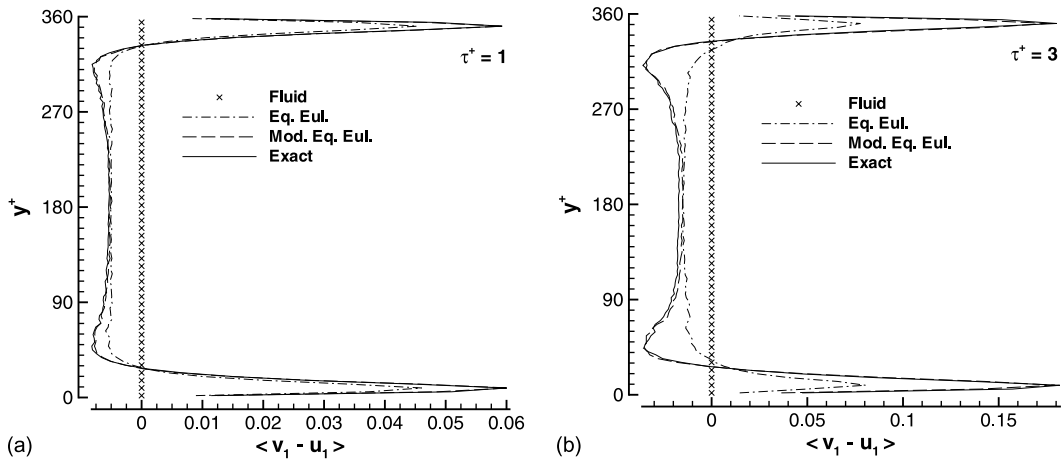 360
270
180
90
0
y⁺
τ⁺ = 1
Fluid
Eq. Eul.
Mod. Eq. Eul.
Exact
0 0.01 0.02 0.03 0.04 0.05 0.06
(a)
< v₁ - u₁ >
360
270
180
90
0
y⁺
τ⁺ = 3
Fluid
Eq. Eul.
Mod. Eq. Eul.
Exact
0 0.05 0.1 0.15
(b)
< v₁ - u₁ >